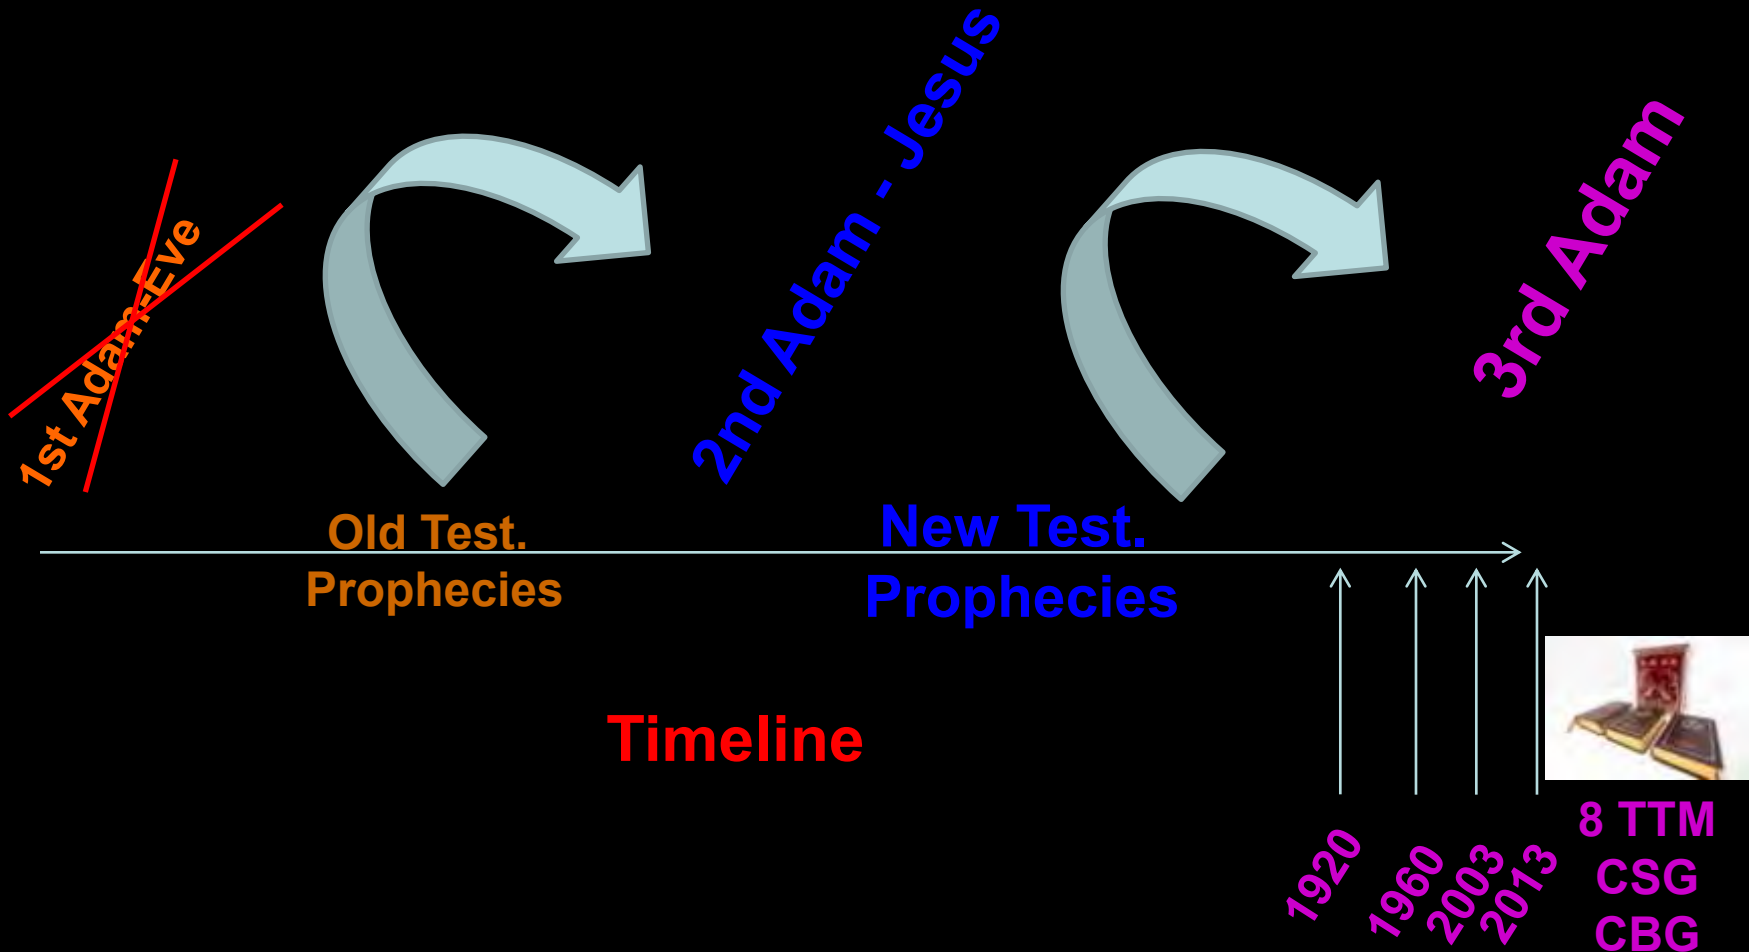 1st Adam-Eve
2nd Adam - Jesus
3rd Adam
Old Test.
Prophecies
New Test.
Prophecies
Timeline
1920
1960
2003
2013
8 TTM
CSG
CBG